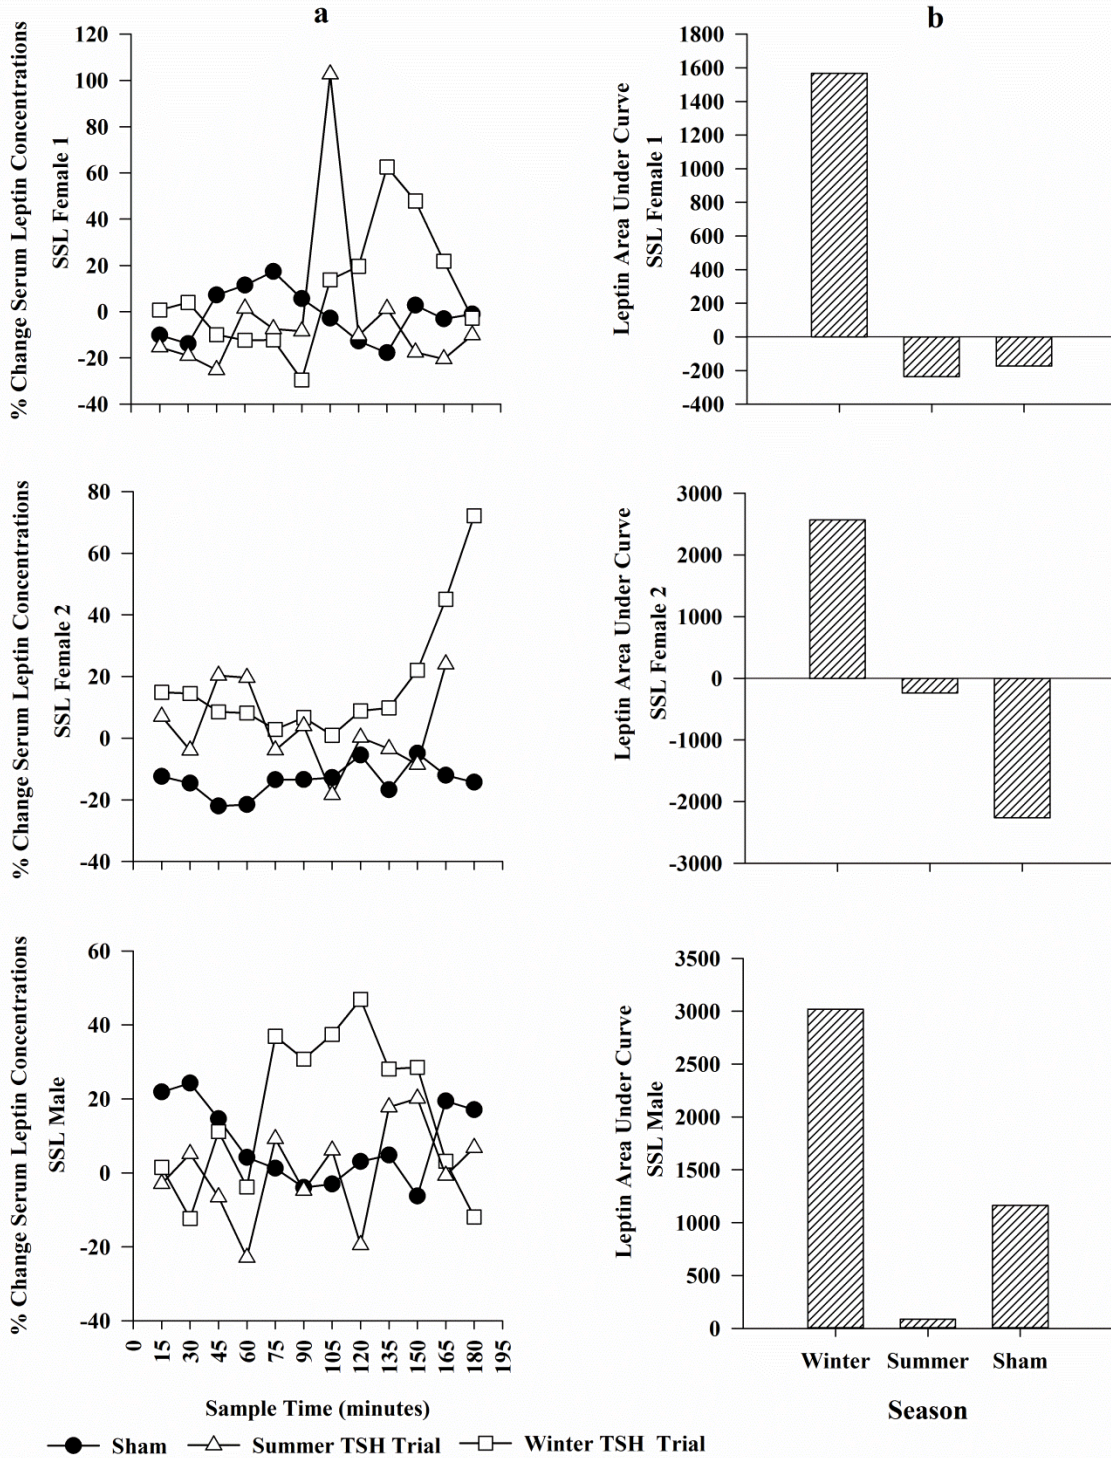 a
% Change Serum Leptin Concentrations
SSL Female 1
120
100
80
60
40
20
0
-20
-40
b
Leptin Area Under Curve
SSL Female 1
1800
1600
1400
1200
1000
800
600
400
200
0
-200
-400
% Change Serum Leptin Concentrations
SSL Female 2
80
60
40
20
0
-20
-40
Leptin Area Under Curve
SSL Female 2
3000
2000
1000
0
-1000
-2000
-3000
% Change Serum Leptin Concentrations
SSL Male
60
40
20
0
-20
-40
0 15 30 45 60 75 90 105 120 135 150 165 180 195
Sample Time (minutes)
Leptin Area Under Curve
SSL Male
3500
3000
2500
2000
1500
1000
500
0
Winter Summer Sham
Season
Sham Summer TSH Trial Winter TSH Trial